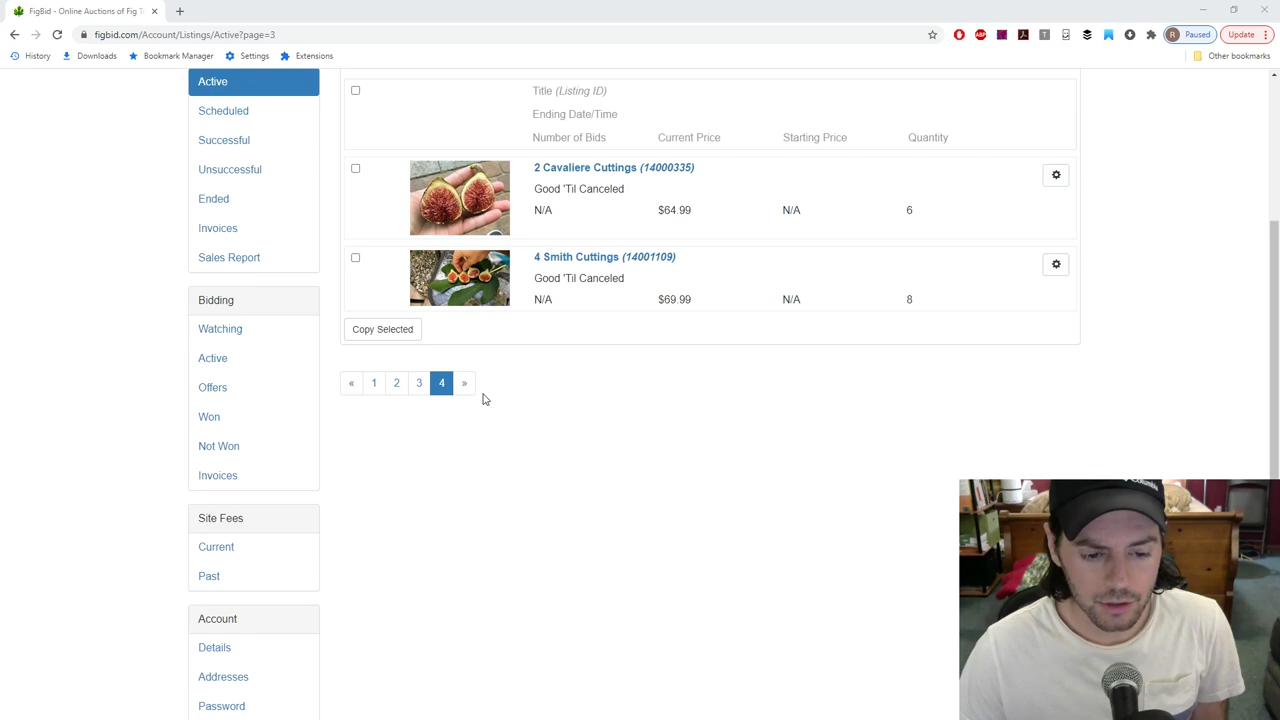 FigBid - Online Auctions of Fig T
figbid.com/Account/Listings/Active?page=3
Paused
Update
History
Downloads
Bookmark Manager
Settings
Extensions
Other bookmarks
Active
Scheduled
Successful
Unsuccessful
Ended
Invoices
Sales Report
Bidding
Watching
Active
Offers
Won
Not Won
Invoices
Site Fees
Current
Past
Account
Details
Addresses
Password
Title (Listing ID)
Ending Date/Time
Number of Bids Current Price Starting Price Quantity
2 Cavaliere Cuttings (14000335)
Good 'Til Canceled
N/A $64.99 N/A 6
4 Smith Cuttings (14001109)
Good 'Til Canceled
N/A $69.99 N/A 8
Copy Selected
« 1 2 3 4 »